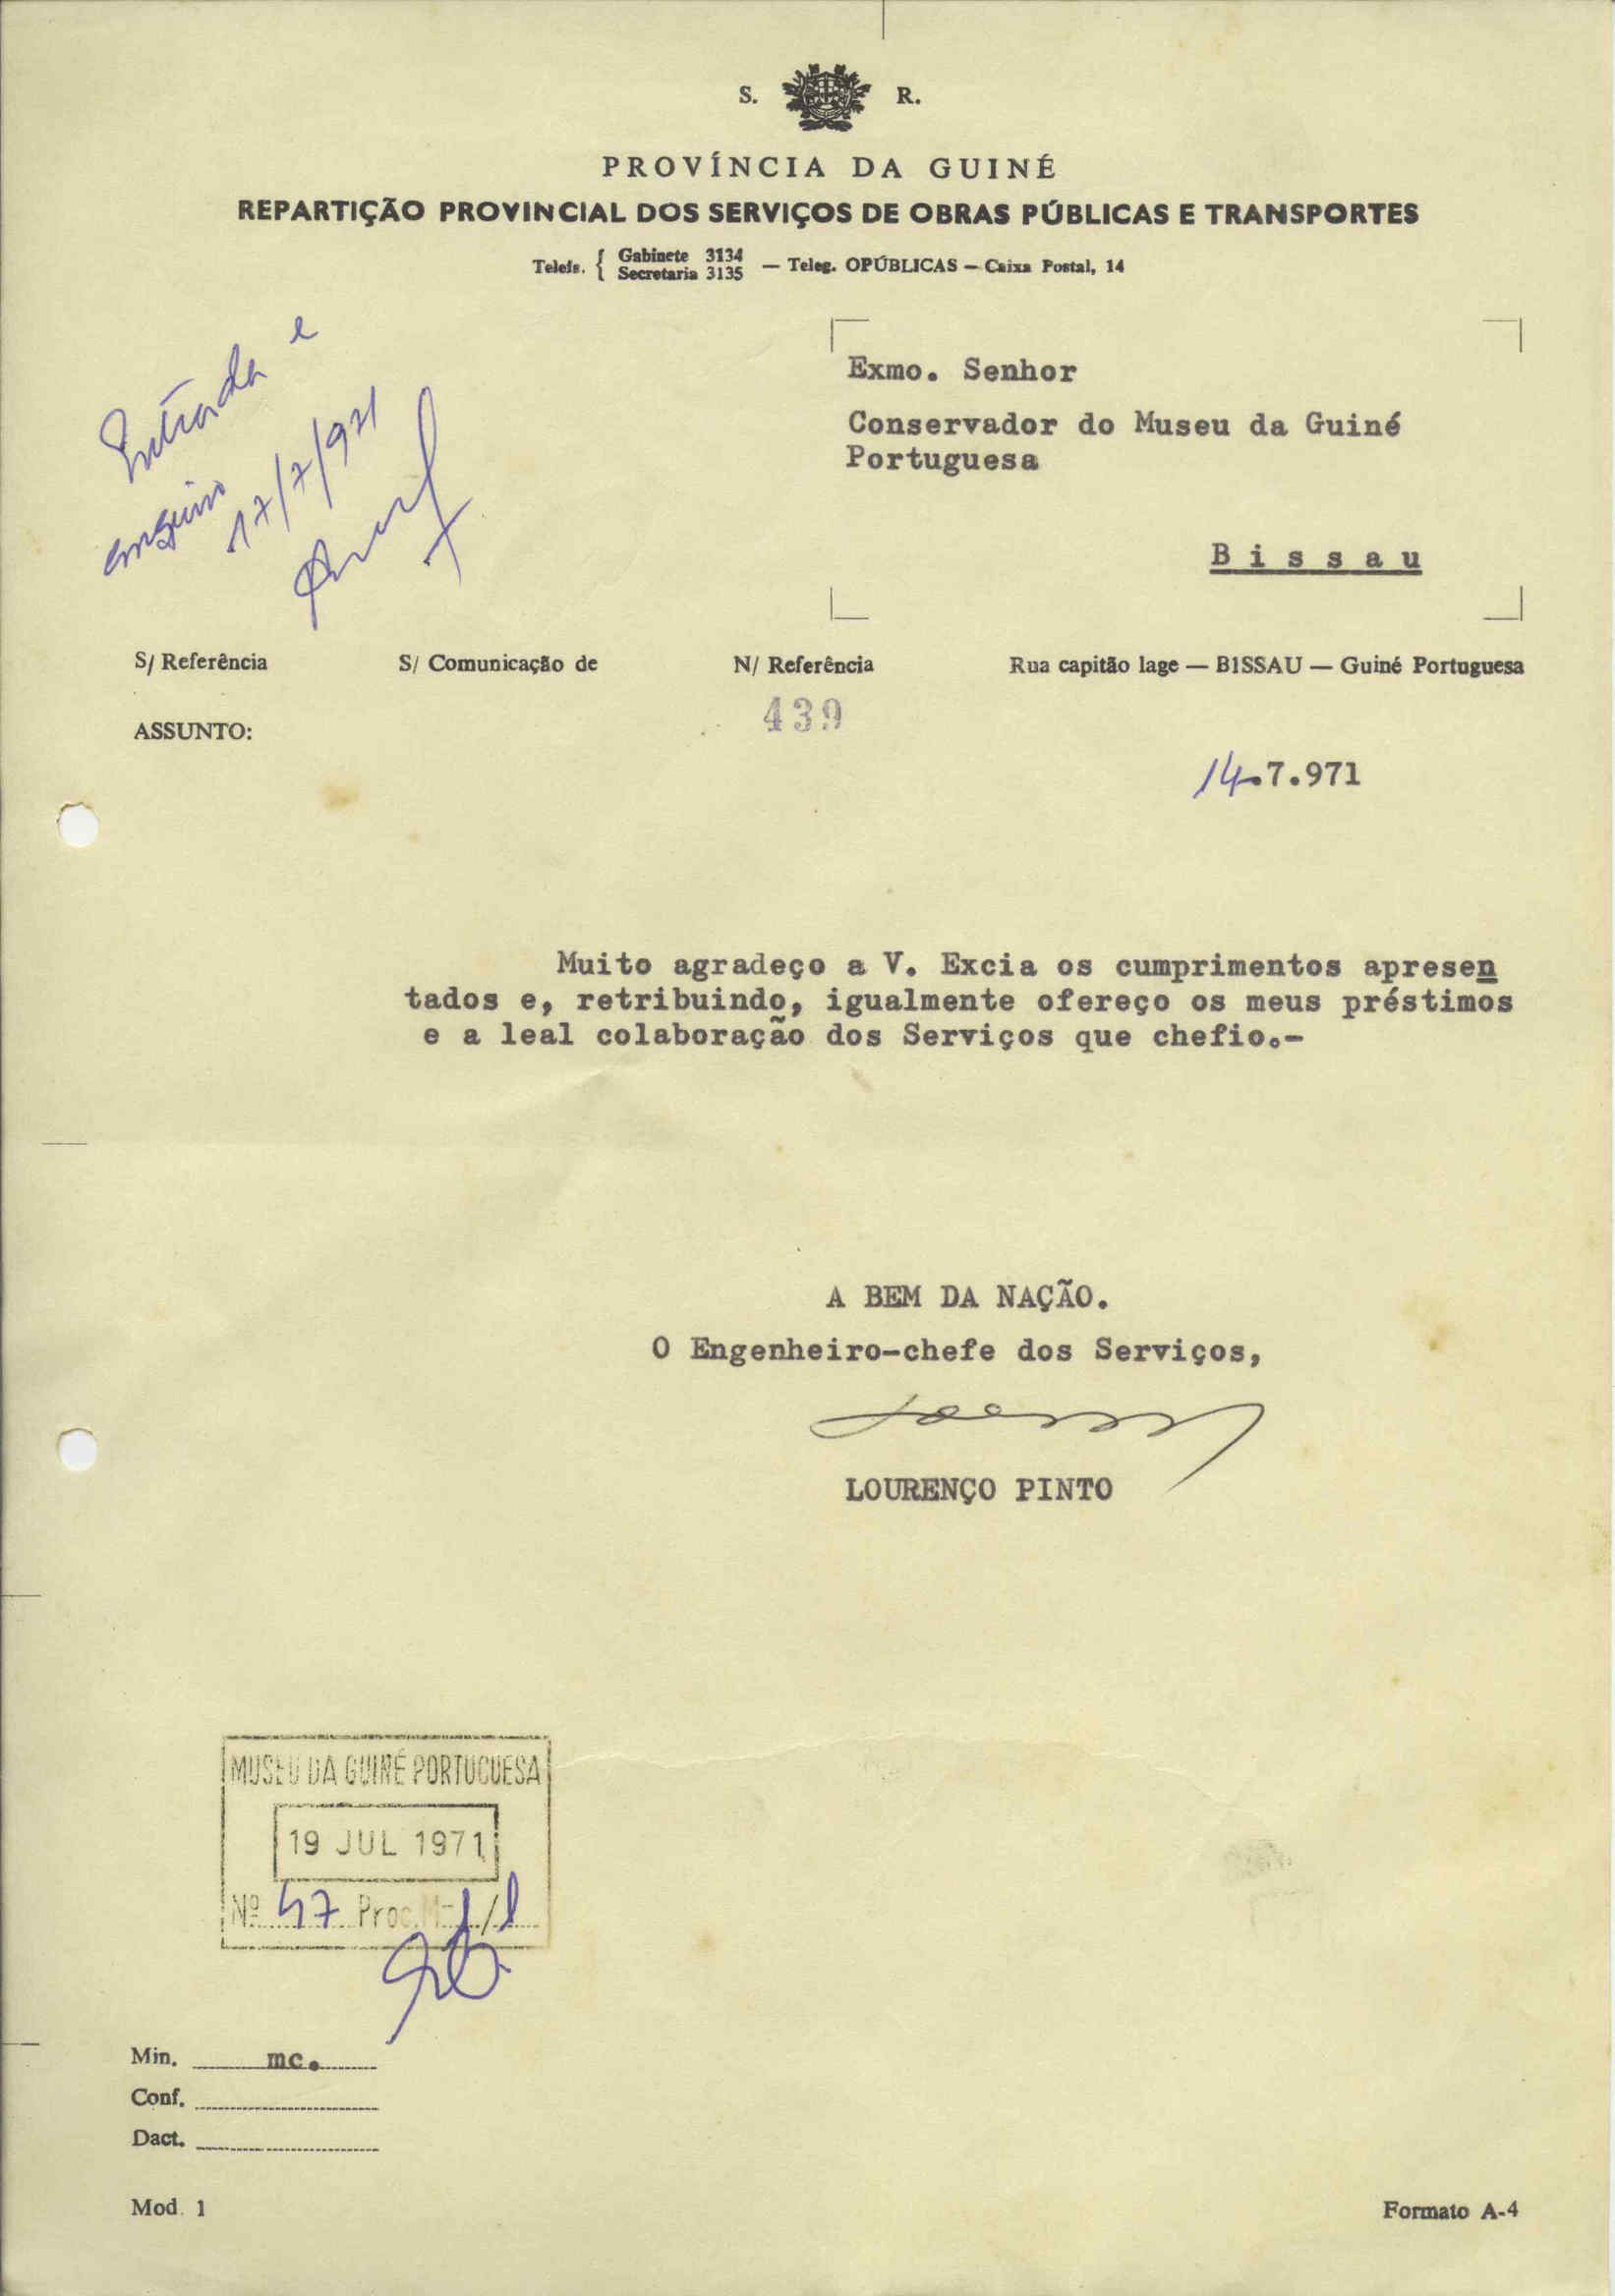 S. R.
PROVÍNCIA DA GUINÉ
REPARTIÇÃO PROVINCIAL DOS SERVIÇOS DE OBRAS PÚBLICAS E TRANSPORTES
Telefs. { Gabinete 3134 — Teleg. OPÚBLICAS — Caixa Postal, 14
Secretaria 3135
Entrada e
17/7/971
Exmo. Senhor
Conservador do Museu da Guiné
Portuguesa
Bissau
S/ Referência S/ Comunicação de N/ Referência Rua capitão lage — BISSAU — Guiné Portuguesa
439
ASSUNTO:
14.7.971
Muito agradeço a V. Excia os cumprimentos apresen
tados e, retribuindo, igualmente ofereço os meus préstimos
e a leal colaboração dos Serviços que chefio.-
A BEM DA NAÇÃO.
O Engenheiro-chefe dos Serviços,
LOURENÇO PINTO
MUSEU DA GUINÉ PORTUGUESA
19 JUL 1971
Nº 47 Proc.
Min. mc.
Conf.
Dact.
Mod. 1 Formato A-4